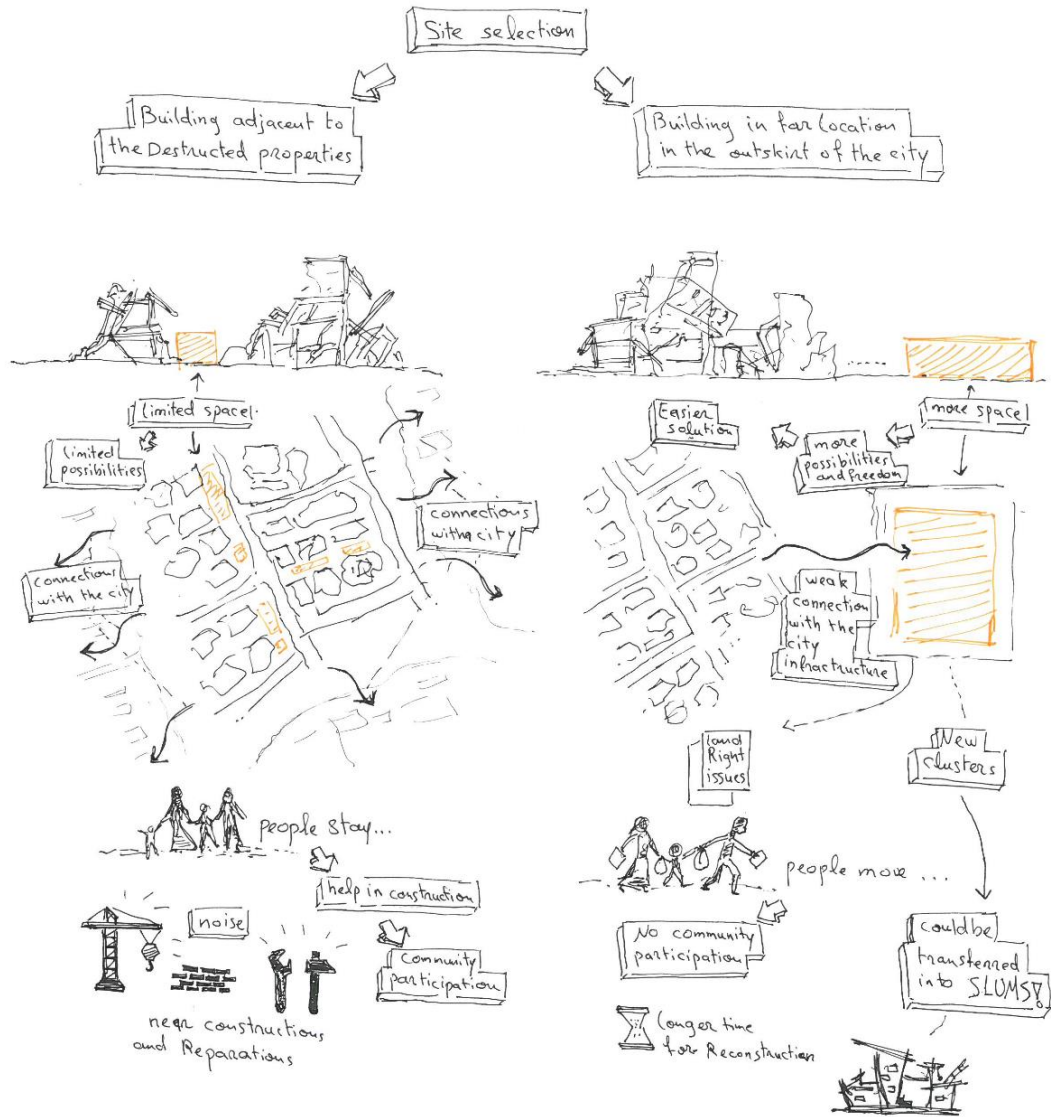 Site selection
Building adjacent to
the Destructed properties
limited space
limited
possibilities
connections
with city
connections
with the city
people stay...
help in construction
Community
participation
noise
near constructions
and Reparations
Building in far location
in the outskirt of the city
more space
more
possibilities
and freedom
Easier
solution
weak
connection
with the
city
infractructure
land
Right
issues
New
clusters
people move ...
No community
participation
longer time
for Reconstruction
could be
transferred
into SLUMS!